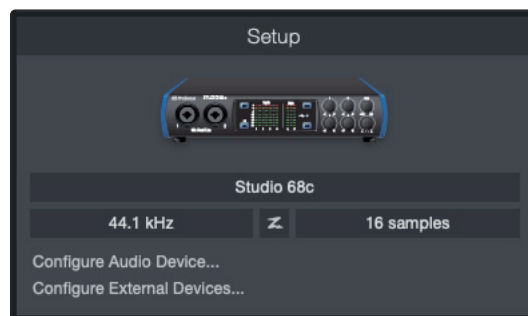 Setup
Studio 68c
44.1 kHz
16 samples
Configure Audio Device...
Configure External Devices...